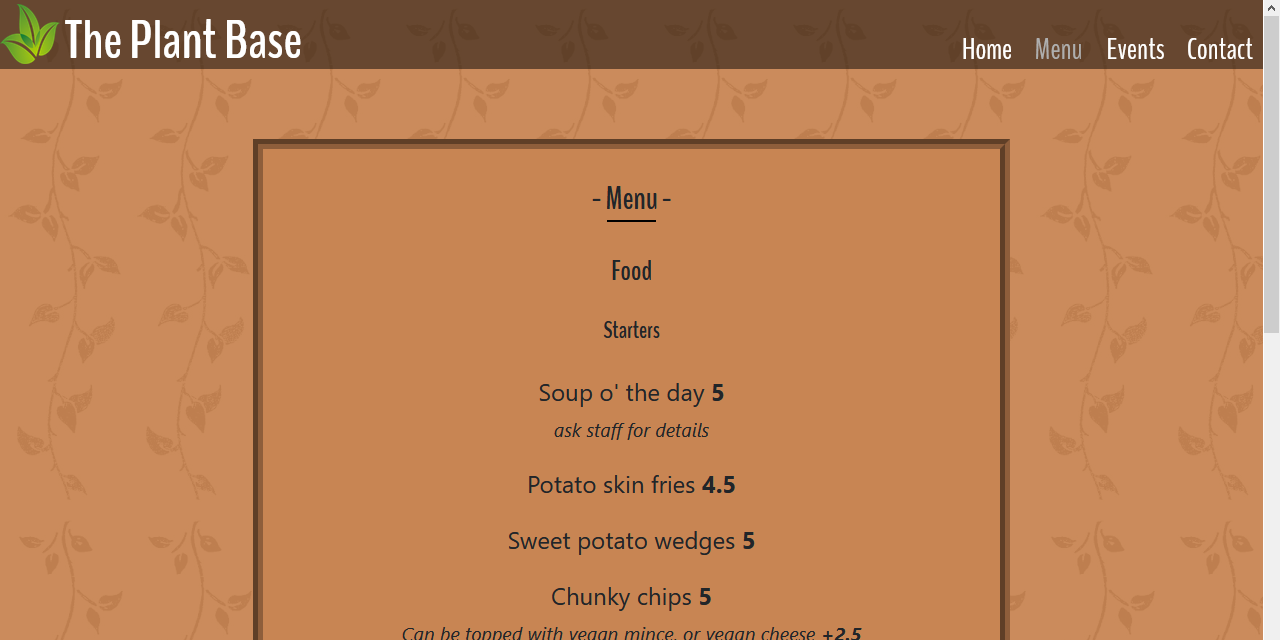 The Plant Base
Home Menu Events Contact
- Menu -
Food
Starters
Soup o' the day 5
ask staff for details
Potato skin fries 4.5
Sweet potato wedges 5
Chunky chips 5
Can be topped with vegan mince, or vegan cheese +2.5